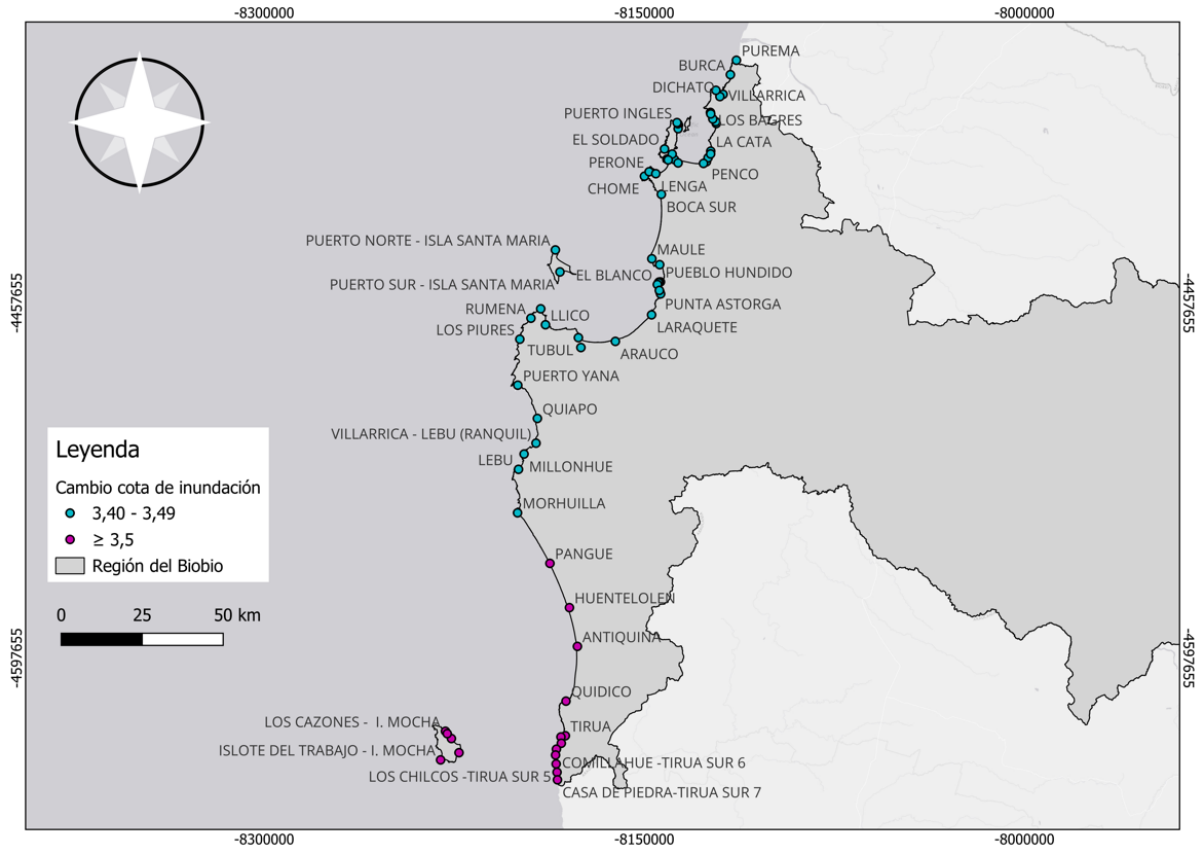 -8300000
-8150000
-8000000
PUREMA
BURCA
DICHATO
VILLARRICA
PUERTO INGLES
LOS BAGRES
EL SOLDADO
LA CATA
PERONE
PENCO
CHOME
LENGA
BOCA SUR
PUERTO NORTE - ISLA SANTA MARIA
MAULE
EL BLANCO
PUEBLO HUNDIDO
PUERTO SUR - ISLA SANTA MARIA
-4457655
-4457655
PUNTA ASTORGA
RUMENA
LLICO
LARAQUETE
LOS PIURES
TUBUL
ARAUCO
PUERTO YANA
QUIAPO
VILLARRICA - LEBU (RANQUIL)
LEBU
MILLONHUE
MORHUILLA
Leyenda
Cambio cota de inundación
3,40 - 3,49
≥ 3,5
Región del Biobio
0 25 50 km
PANGUE
HUENTELOLEN
ANTIQUINA
-4597655
-4597655
QUIDICO
LOS CAZONES - I. MOCHA
TIRUA
ISLOTE DEL TRABAJO - I. MOCHA
COMILLAHUE -TIRUA SUR 6
LOS CHILCOS -TIRUA SUR 5
CASA DE PIEDRA-TIRUA SUR 7
-8300000
-8150000
-8000000